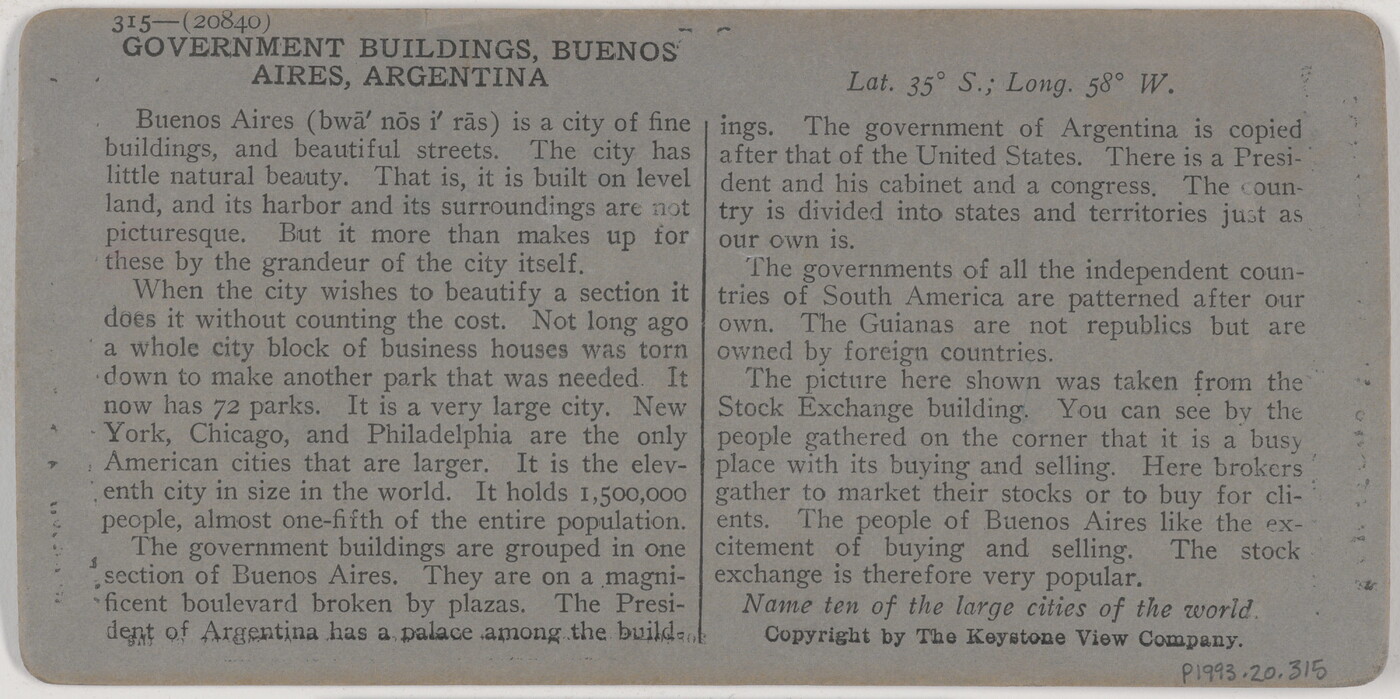 315—(20840)
GOVERNMENT BUILDINGS, BUENOS
AIRES, ARGENTINA
Buenos Aires (bwā′ nōs i′ rās) is a city of fine
buildings, and beautiful streets. The city has
little natural beauty. That is, it is built on level
land, and its harbor and its surroundings are not
picturesque. But it more than makes up for
these by the grandeur of the city itself.
When the city wishes to beautify a section it
does it without counting the cost. Not long ago
a whole city block of business houses was torn
down to make another park that was needed. It
now has 72 parks. It is a very large city. New
York, Chicago, and Philadelphia are the only
American cities that are larger. It is the elev-
enth city in size in the world. It holds 1,500,000
people, almost one-fifth of the entire population.
The government buildings are grouped in one
section of Buenos Aires. They are on a magni-
ficent boulevard broken by plazas. The Presi-
dent of Argentina has a palace among the build-
Lat. 35° S.; Long. 58° W.
ings. The government of Argentina is copied
after that of the United States. There is a Presi-
dent and his cabinet and a congress. The coun-
try is divided into states and territories just as
our own is.
The governments of all the independent coun-
tries of South America are patterned after our
own. The Guianas are not republics but are
owned by foreign countries.
The picture here shown was taken from the
Stock Exchange building. You can see by the
people gathered on the corner that it is a busy
place with its buying and selling. Here brokers
gather to market their stocks or to buy for cli-
ents. The people of Buenos Aires like the ex-
citement of buying and selling. The stock
exchange is therefore very popular.
Name ten of the large cities of the world.
Copyright by The Keystone View Company.
P1993.20.315